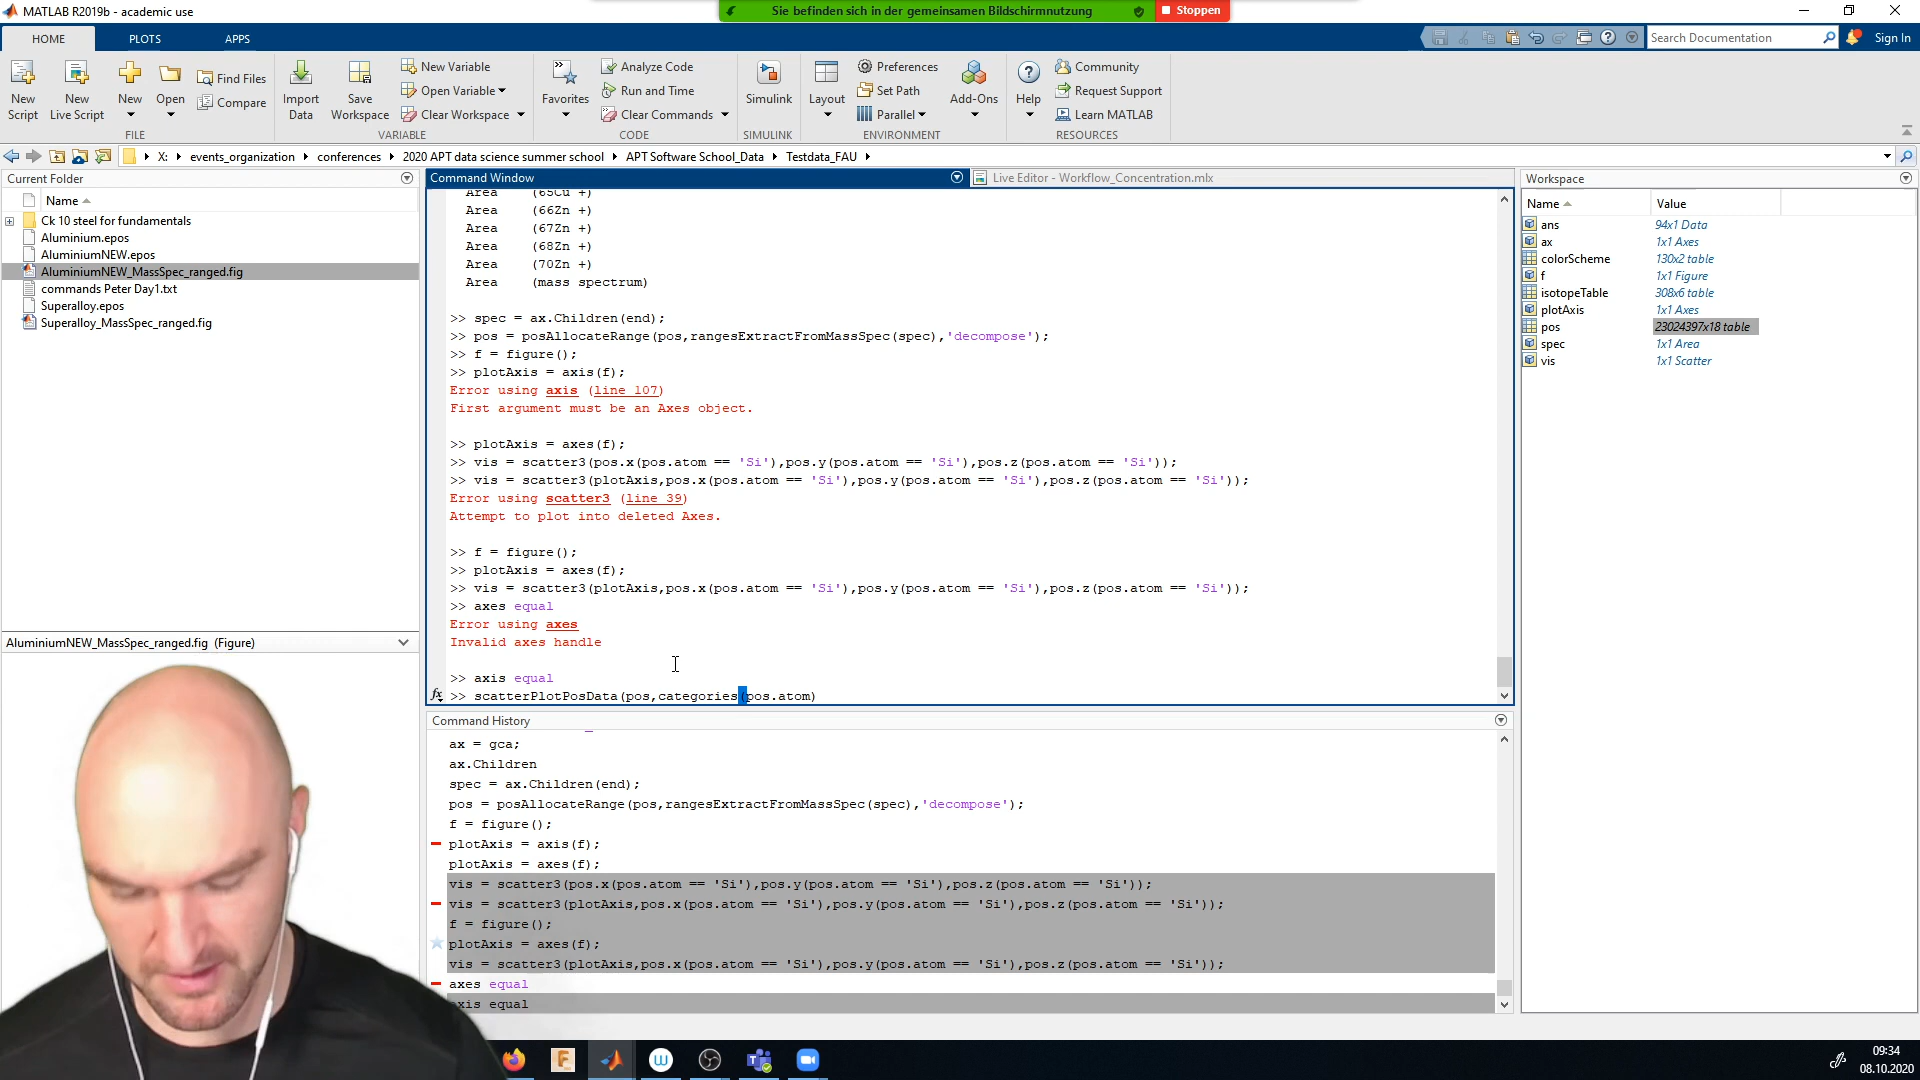 MATLAB R2019b - academic use
Sie befinden sich in der gemeinsamen Bildschirmnutzung
Stoppen
HOME
PLOTS
APPS
Search Documentation
Sign In
New Script
New Live Script
New
Open
Find Files
Compare
FILE
Import Data
Save Workspace
New Variable
Open Variable
Clear Workspace
VARIABLE
Favorites
Analyze Code
Run and Time
Clear Commands
CODE
Simulink
SIMULINK
Layout
Preferences
Set Path
Parallel
ENVIRONMENT
Add-Ons
Help
Community
Request Support
Learn MATLAB
RESOURCES
X: events_organization conferences 2020 APT data science summer school APT Software School_Data Testdata_FAU
Current Folder
Name
Ck 10 steel for fundamentals
Aluminium.epos
AluminiumNEW.epos
AluminiumNEW_MassSpec_ranged.fig
commands Peter Day1.txt
Superalloy.epos
Superalloy_MassSpec_ranged.fig
AluminiumNEW_MassSpec_ranged.fig (Figure)
Command Window
Live Editor - Workflow_Concentration.mlx
Area (65Cu +)
Area (66Zn +)
Area (67Zn +)
Area (68Zn +)
Area (70Zn +)
Area (mass spectrum)
>> spec = ax.Children(end);
>> pos = posAllocateRange(pos,rangesExtractFromMassSpec(spec),'decompose');
>> f = figure();
>> plotAxis = axis(f);
Error using axis (line 107)
First argument must be an Axes object.
>> plotAxis = axes(f);
>> vis = scatter3(pos.x(pos.atom == 'Si'),pos.y(pos.atom == 'Si'),pos.z(pos.atom == 'Si'));
>> vis = scatter3(plotAxis,pos.x(pos.atom == 'Si'),pos.y(pos.atom == 'Si'),pos.z(pos.atom == 'Si'));
Error using scatter3 (line 39)
Attempt to plot into deleted Axes.
>> f = figure();
>> plotAxis = axes(f);
>> vis = scatter3(plotAxis,pos.x(pos.atom == 'Si'),pos.y(pos.atom == 'Si'),pos.z(pos.atom == 'Si'));
>> axes equal
Error using axes
Invalid axes handle
>> axis equal
fx >> scatterPlotPosData(pos,categories(pos.atom)
Command History
ax = gca;
ax.Children
spec = ax.Children(end);
pos = posAllocateRange(pos,rangesExtractFromMassSpec(spec),'decompose');
f = figure();
plotAxis = axis(f);
plotAxis = axes(f);
vis = scatter3(pos.x(pos.atom == 'Si'),pos.y(pos.atom == 'Si'),pos.z(pos.atom == 'Si'));
vis = scatter3(plotAxis,pos.x(pos.atom == 'Si'),pos.y(pos.atom == 'Si'),pos.z(pos.atom == 'Si'));
f = figure();
plotAxis = axes(f);
vis = scatter3(plotAxis,pos.x(pos.atom == 'Si'),pos.y(pos.atom == 'Si'),pos.z(pos.atom == 'Si'));
axes equal
axis equal
Workspace
Name Value
ans 94x1 Data
ax 1x1 Axes
colorScheme 130x2 table
f 1x1 Figure
isotopeTable 308x6 table
plotAxis 1x1 Axes
pos 23024397x18 table
spec 1x1 Area
vis 1x1 Scatter
09:34
08.10.2020